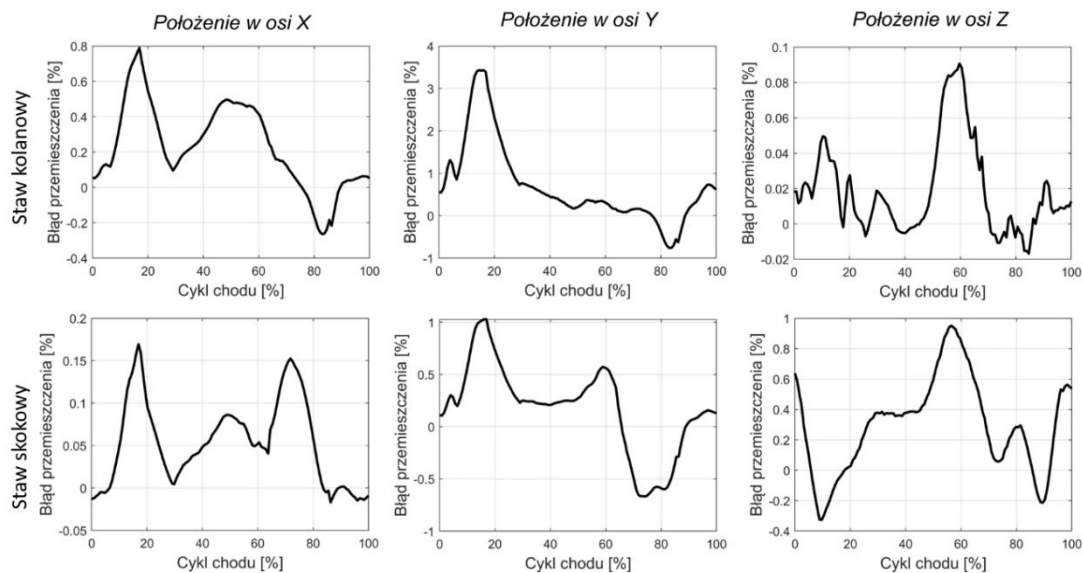 Położenie w osi X
Położenie w osi Y
Położenie w osi Z
Staw kolanowy
Błąd przemieszczenia [%]
0.8
0.6
0.4
0.2
0
-0.2
-0.4
0 20 40 60 80 100
Cykl chodu [%]
Błąd przemieszczenia [%]
4
3
2
1
0
-1
0 20 40 60 80 100
Cykl chodu [%]
Błąd przemieszczenia [%]
0.1
0.08
0.06
0.04
0.02
0
-0.02
0 20 40 60 80 100
Cykl chodu [%]
Staw skokowy
Błąd przemieszczenia [%]
0.2
0.15
0.1
0.05
0
-0.05
0 20 40 60 80 100
Cykl chodu [%]
Błąd przemieszczenia [%]
1
0.5
0
-0.5
-1
0 20 40 60 80 100
Cykl chodu [%]
Błąd przemieszczenia [%]
1
0.8
0.6
0.4
0.2
0
-0.2
-0.4
0 20 40 60 80 100
Cykl chodu [%]